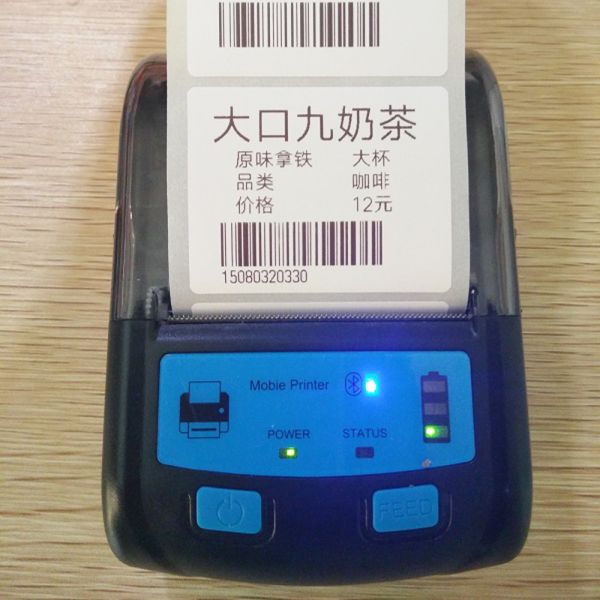 大口九奶茶
原味拿铁 大杯
品类 咖啡
价格 12元
15080320330
Mobie Printer
POWER STATUS
FEED